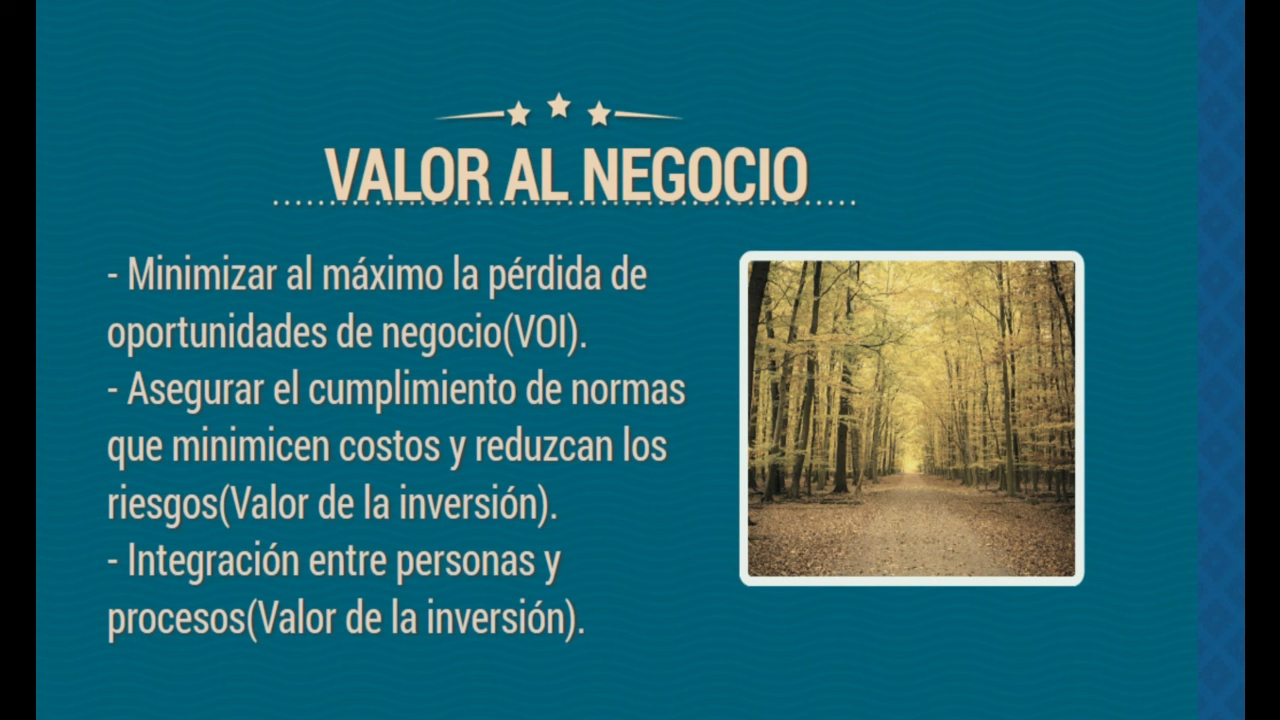 VALOR AL NEGOCIO
- Minimizar al máximo la pérdida de
oportunidades de negocio(VOI).
- Asegurar el cumplimiento de normas
que minimicen costos y reduzcan los
riesgos(Valor de la inversión).
- Integración entre personas y
procesos(Valor de la inversión).